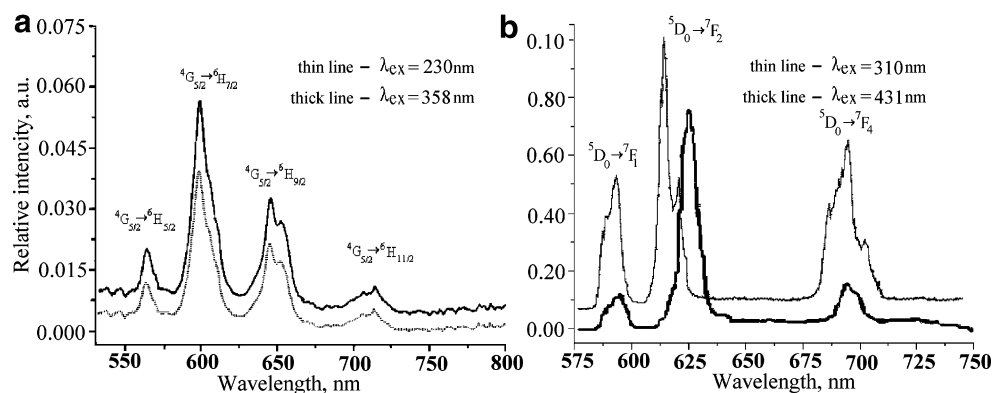 a
0.075
0.060
0.045
0.030
0.015
0.000
Relative intencity, a.u.
thin line – λex = 230nm
thick line – λex = 358nm
⁴G5/2→⁶H7/2
⁴G5/2→⁶H9/2
⁴G5/2→⁶H5/2
⁴G5/2→⁶H11/2
550 600 650 700 750 800
Wavelength, nm
b
0.10
0.80
0.60
0.40
0.20
0.00
⁵D0→⁷F2
thin line – λex = 310nm
thick line – λex = 431nm
⁵D0→⁷F4
⁵D0→⁷F1
575 600 625 650 675 700 725 750
Wavelength, nm